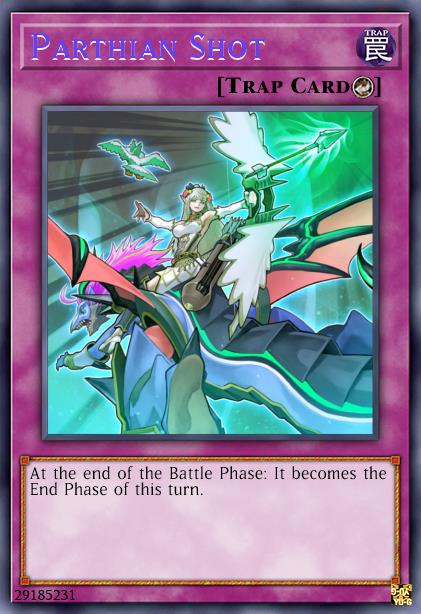 Parthian Shot
TRAP
罠
[Trap Card]
At the end of the Battle Phase: It becomes the
End Phase of this turn.
29185231